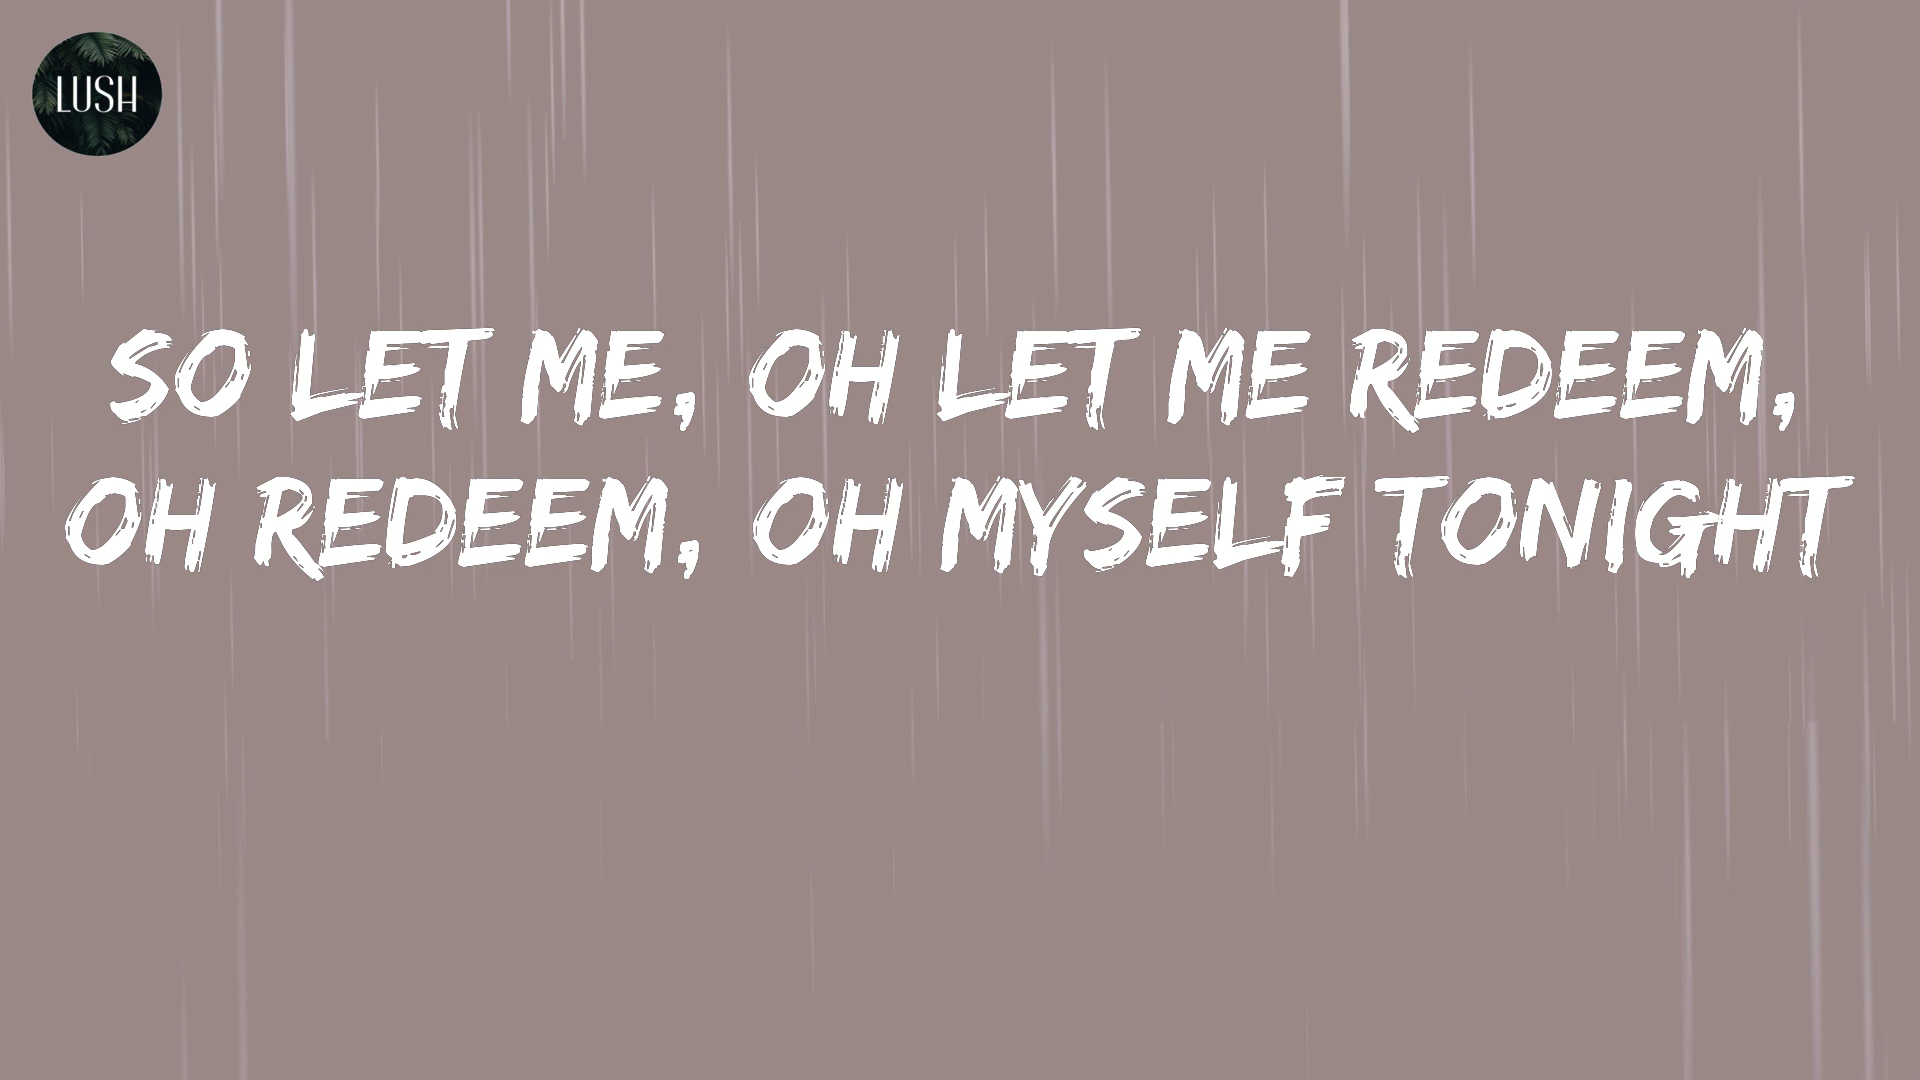 LUSH
SO LET ME, OH LET ME REDEEM,
OH REDEEM, OH MYSELF TONIGHT